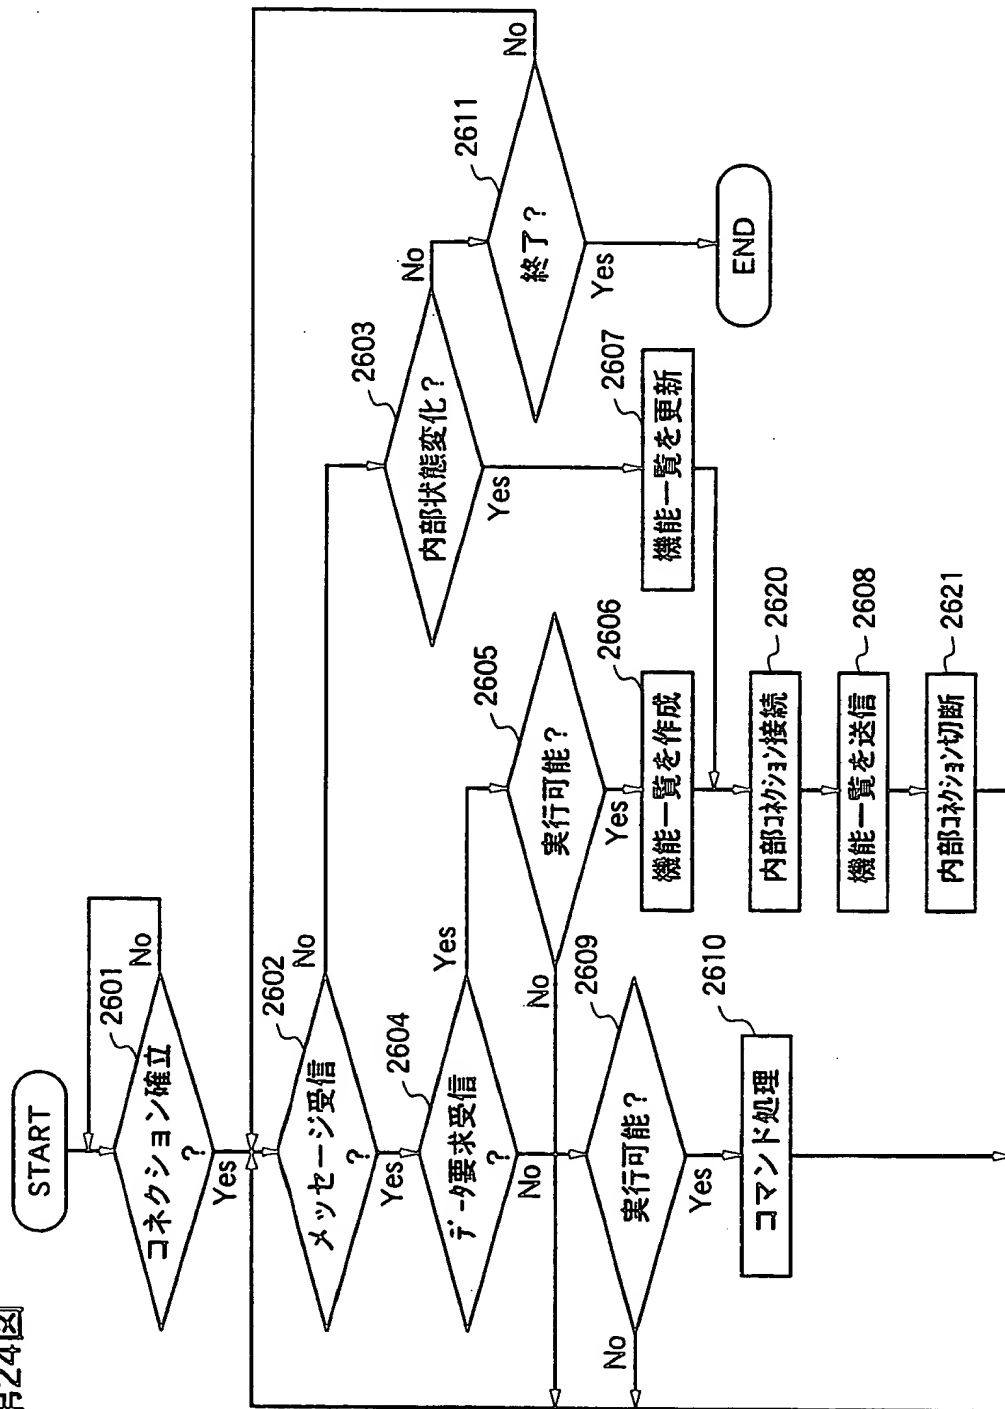 第24図
START
コネクション確立
?
2601
No
Yes
メッセージ受信
?
2602
No
Yes
データ要求受信
?
2604
Yes
No
内部状態変化?
2603
No
Yes
終了?
2611
No
Yes
END
実行可能?
2605
No
Yes
機能一覧を作成
2606
機能一覧を更新
2607
内部コネクション接続
2620
機能一覧を送信
2608
内部コネクション切断
2621
実行可能?
2609
No
Yes
コマンド処理
2610